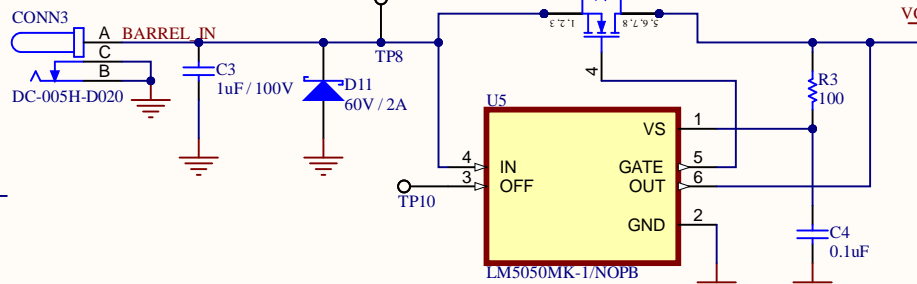 CONN3
A BARREL_IN
C
B
DC-005H-D020
C3
1uF / 100V
D11
60V / 2A
TP8
1, 2, 3
5, 6, 7, 8
4
VC
R3
100
U5
VS 1
4 IN
GATE 5
3 OFF
OUT 6
TP10
GND 2
C4
0.1uF
LM5050MK-1/NOPB